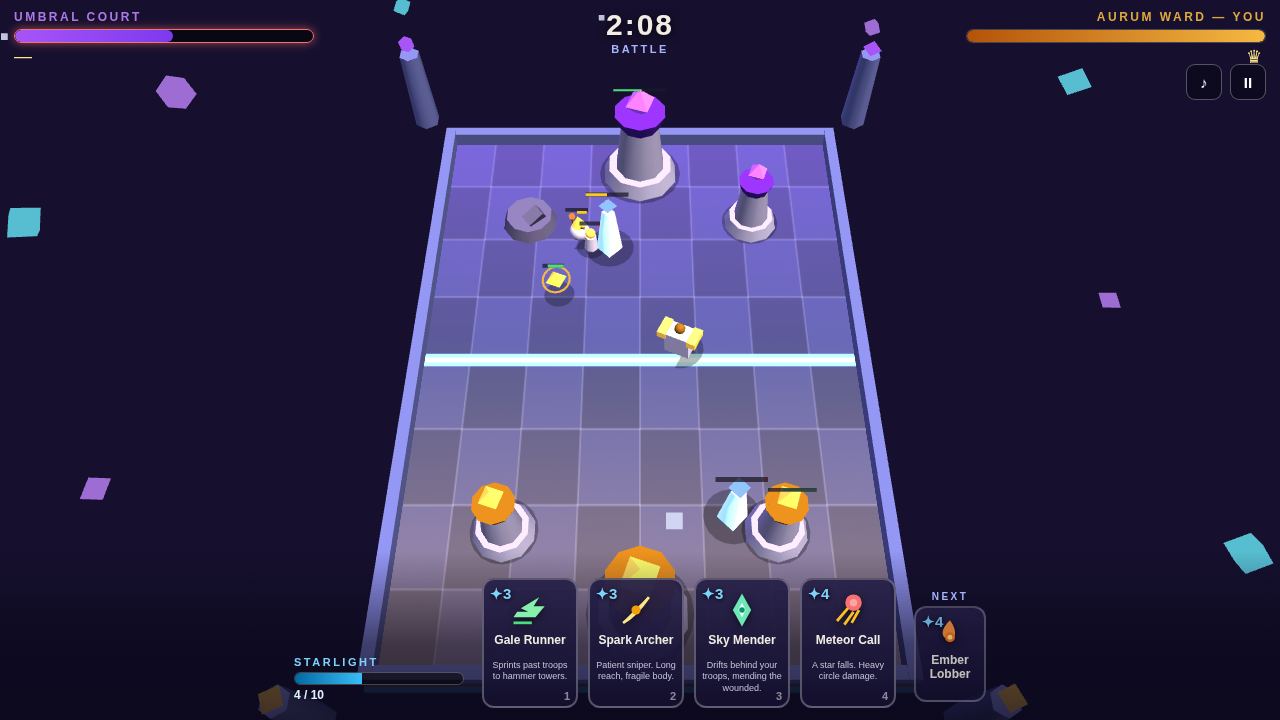 UMBRAL COURT
2:08
BATTLE
AURUM WARD — YOU
—
♛
♪
STARLIGHT
4 / 10
✦3
Gale Runner
Sprints past troops
to hammer towers.
1
✦3
Spark Archer
Patient sniper. Long
reach, fragile body.
2
✦3
Sky Mender
Drifts behind your
troops, mending the
wounded.
3
✦4
Meteor Call
A star falls. Heavy
circle damage.
4
NEXT
✦4
Ember
Lobber